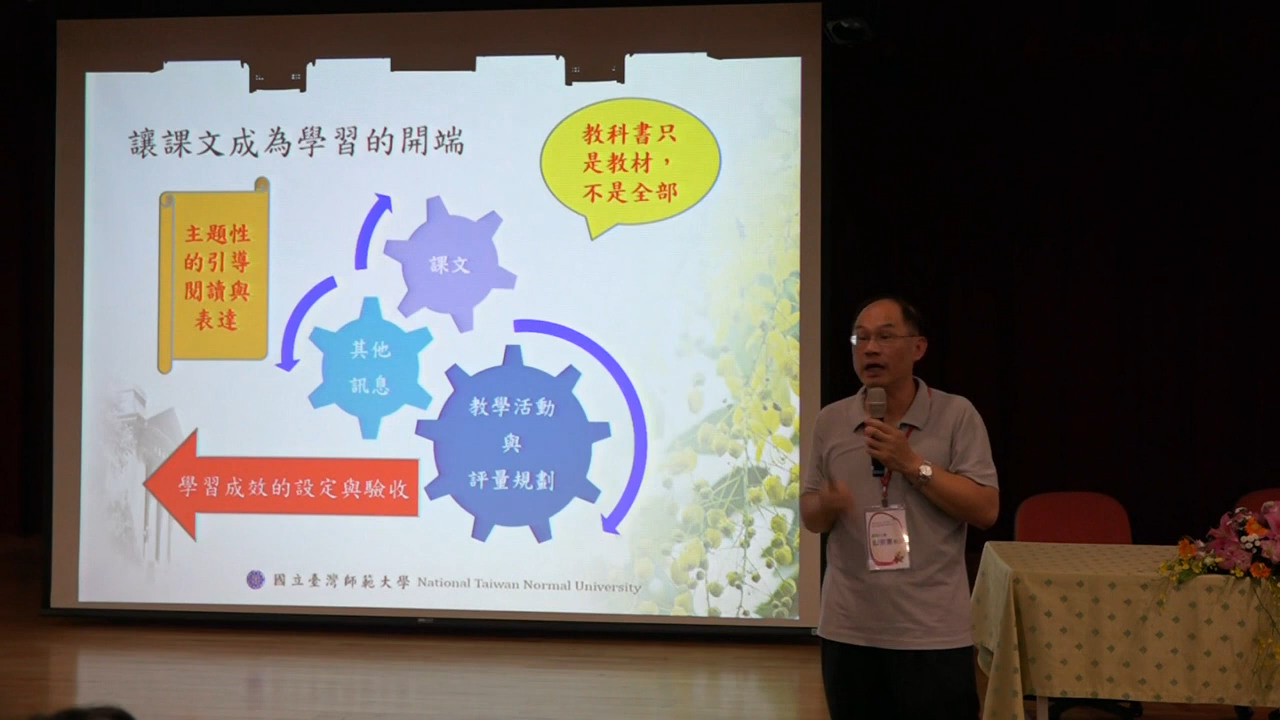 讓課文成為學習的開端
教科書只
是教材，
不是全部
主題性
的引導
閱讀與
表達
課文
其他
訊息
教學活動
與
評量規劃
學習成效的設定與驗收
國立臺灣師範大學 National Taiwan Normal University